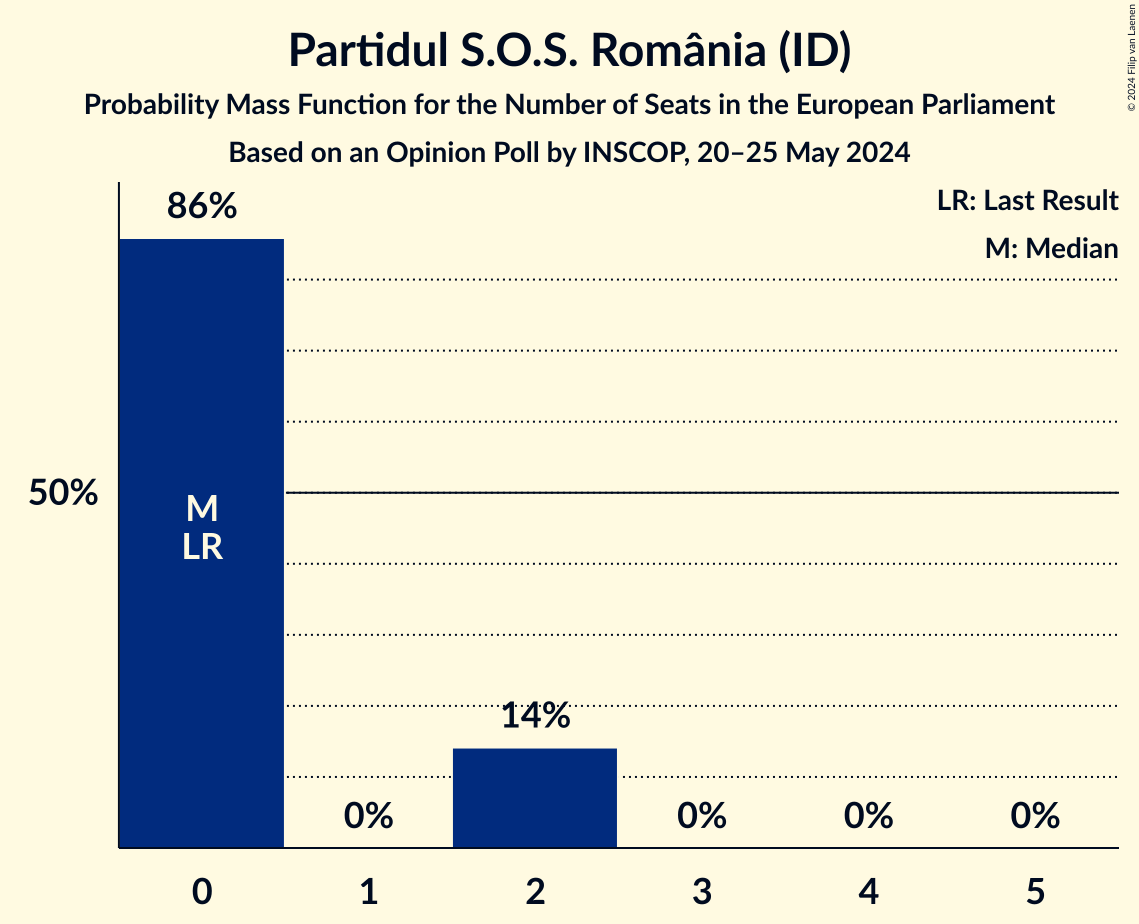 Partidul S.O.S. România (ID)
Probability Mass Function for the Number of Seats in the European Parliament
Based on an Opinion Poll by INSCOP, 20–25 May 2024
© 2024 Filip van Laenen
LR: Last Result
M: Median
86%
50%
M
LR
14%
0%
0%
0%
0%
0
1
2
3
4
5